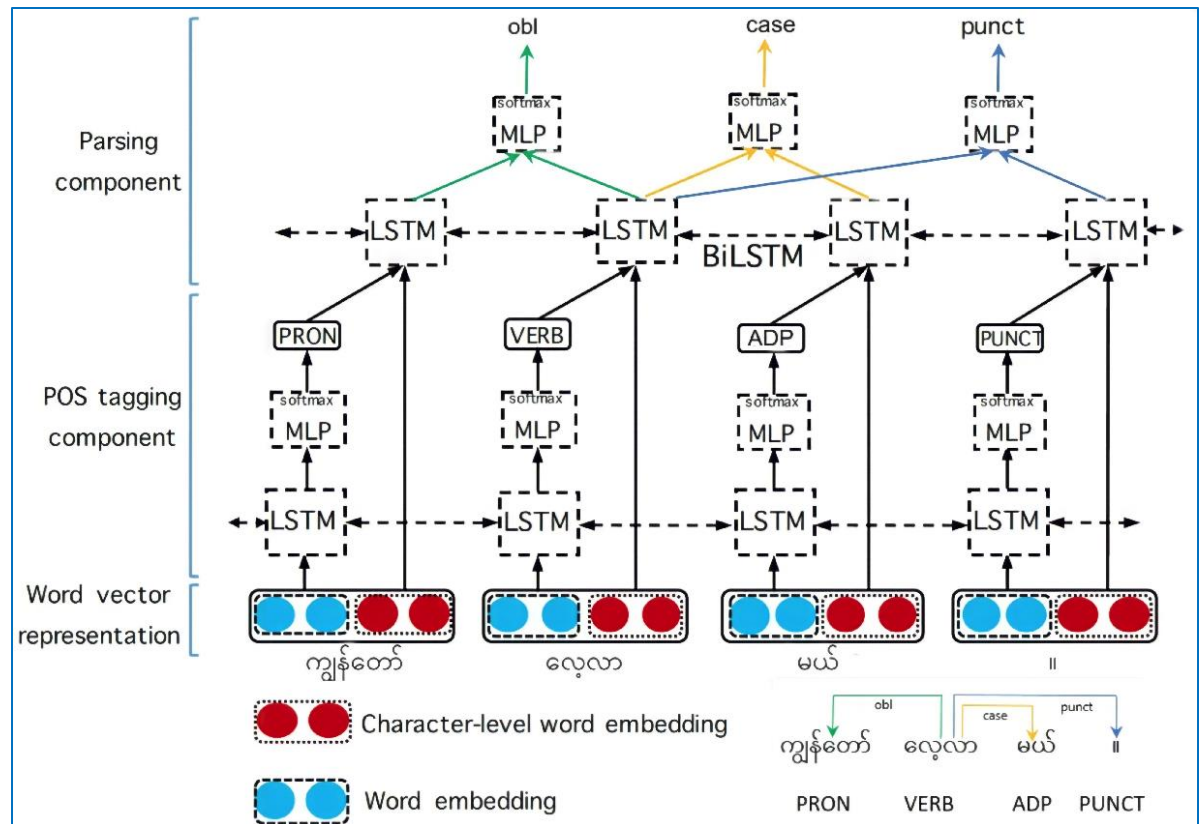 obl case punct
softmax softmax softmax
MLP MLP MLP
Parsing
component
LSTM LSTM LSTM LSTM
BiLSTM
PRON VERB ADP PUNCT
POS tagging
component
softmax softmax softmax softmax
MLP MLP MLP MLP
LSTM LSTM LSTM LSTM
Word vector
representation
ကျွန်တော် လေ့လာ မယ် ။
Character-level word embedding
Word embedding
obl case punct
ကျွန်တော် လေ့လာ မယ် ။
PRON VERB ADP PUNCT